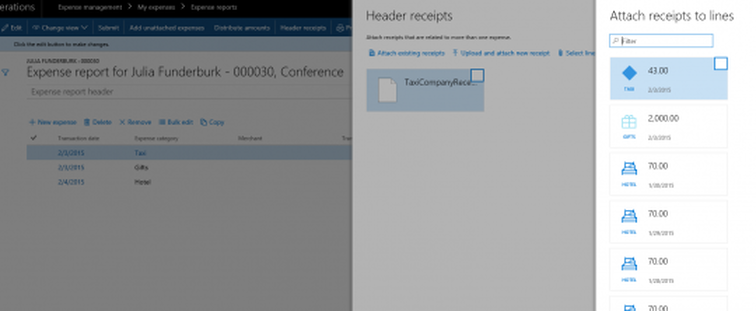 erations
Expense management > My expenses > Expense reports
Edit Change view Submit Add unattached expenses Distribute amounts Header receipts
Click the edit button to make changes.
JULIA FUNDERBURK - 000030
Expense report for Julia Funderburk - 000030, Conference
Expense report header
+ New expense Delete Remove Bulk edit Copy
Transaction date Expense category Merchant
2/3/2015 Taxi
2/3/2015 Gifts
2/4/2015 Hotel
Header receipts
Attach receipts that are related to more than one expense.
Attach existing receipts Upload and attach new receipt Select line
TaxiCompanyRece...
Attach receipts to lines
Filter
43.00
TAXI 2/3/2015
2,000.00
GIFTS 2/3/2015
70.00
HOTEL 1/30/2015
70.00
HOTEL 1/29/2015
70.00
HOTEL 1/28/2015
70.00